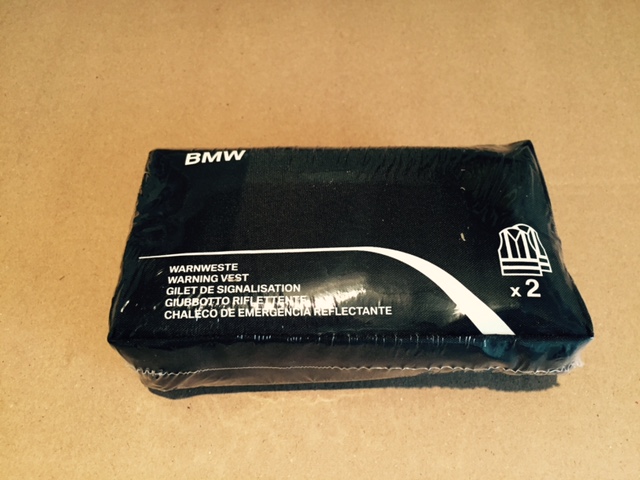 BMW
WARNWESTE
WARNING VEST
GILET DE SIGNALISATION
GIUBBOTTO RIFLETTENTE
CHALECO DE EMERGENCIA REFLECTANTE
x 2